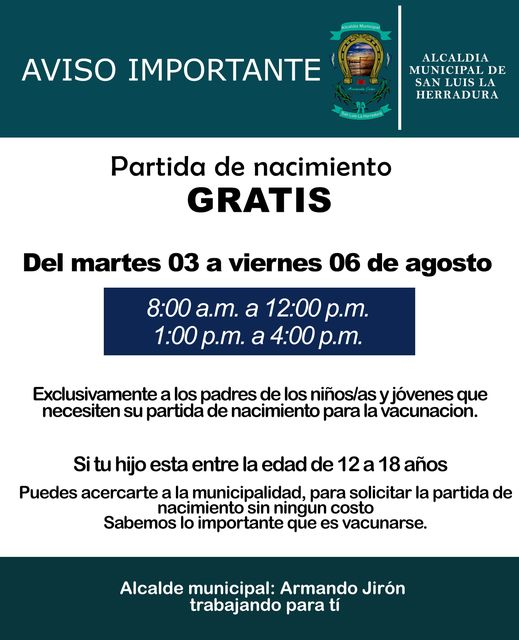 AVISO IMPORTANTE
Alcaldía Municipal
Armando Jirón
San Luis La Herradura
ALCALDIA
MUNICIPAL DE
SAN LUIS LA
HERRADURA
Partida de nacimiento
GRATIS
Del martes 03 a viernes 06 de agosto
8:00 a.m. a 12:00 p.m.
1:00 p.m. a 4:00 p.m.
Exclusivamente a los padres de los niños/as y jóvenes que
necesiten su partida de nacimiento para la vacunacion.
Si tu hijo esta entre la edad de 12 a 18 años
Puedes acercarte a la municipalidad, para solicitar la partida de
nacimiento sin ningun costo
Sabemos lo importante que es vacunarse.
Alcalde municipal: Armando Jirón
trabajando para tí